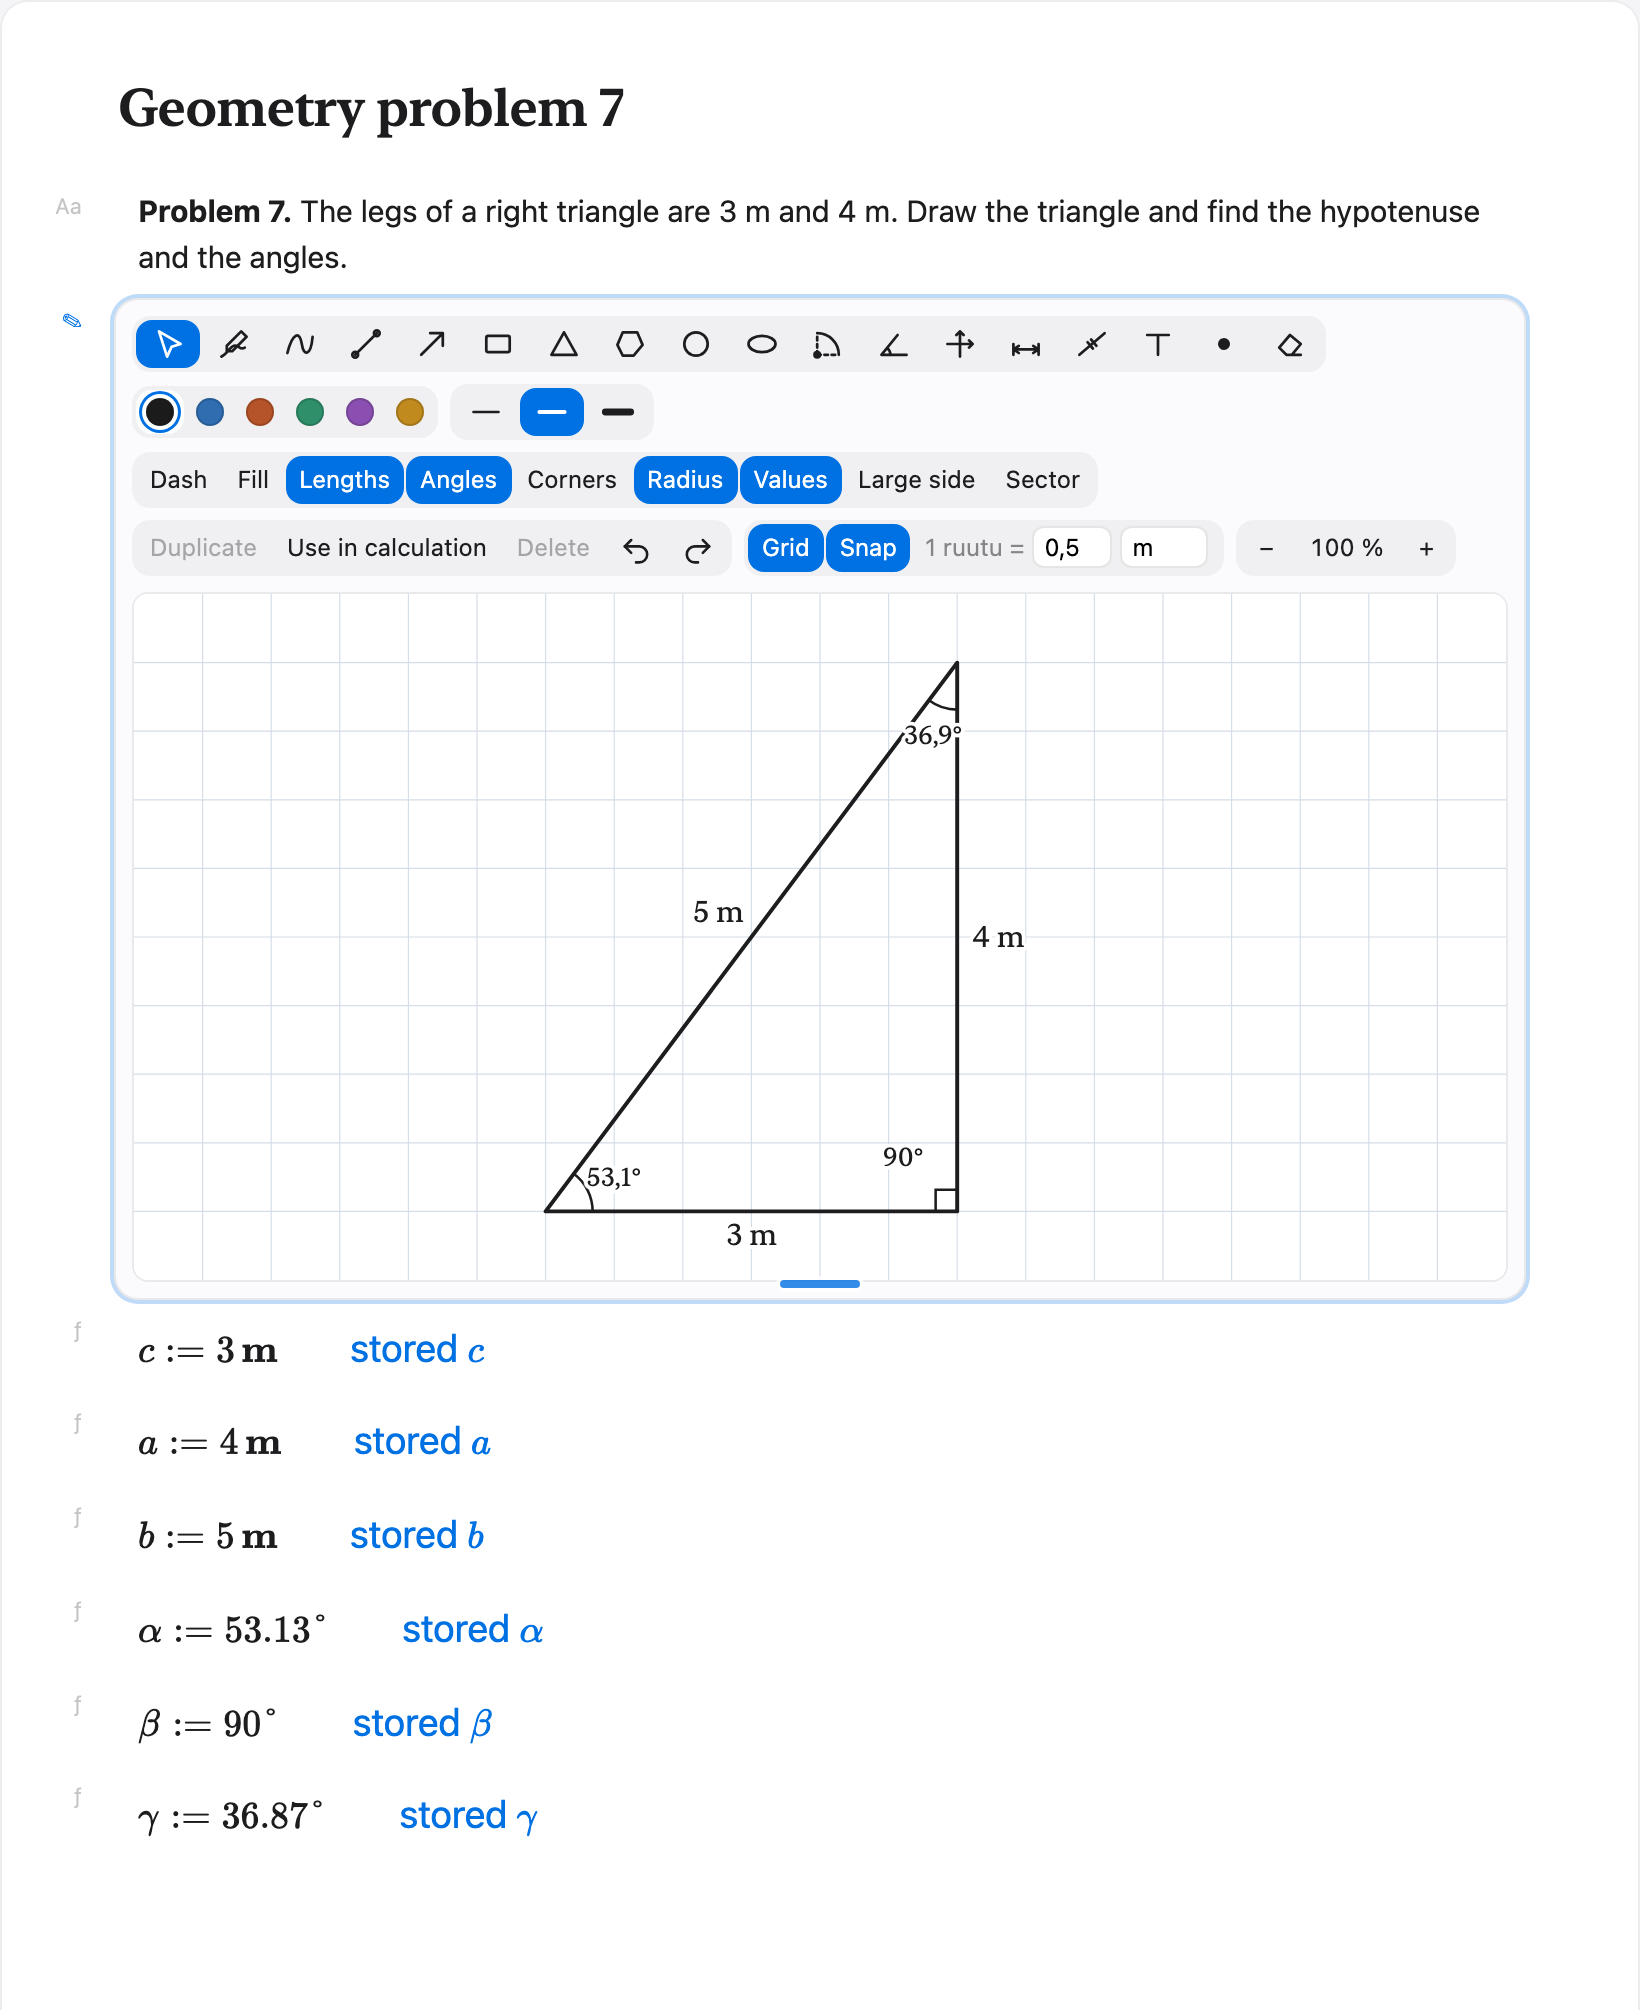 Geometry problem 7
Aa
Problem 7. The legs of a right triangle are 3 m and 4 m. Draw the triangle and find the hypotenuse
and the angles.
T
Dash Fill Lengths Angles Corners Radius Values Large side Sector
Duplicate Use in calculation Delete Grid Snap 1 ruutu = 0,5 m − 100 % +
36,9°
5 m
4 m
90°
53,1°
3 m
ƒ
c := 3 m stored c
ƒ
a := 4 m stored a
ƒ
b := 5 m stored b
ƒ
α := 53.13° stored α
ƒ
β := 90° stored β
ƒ
γ := 36.87° stored γ